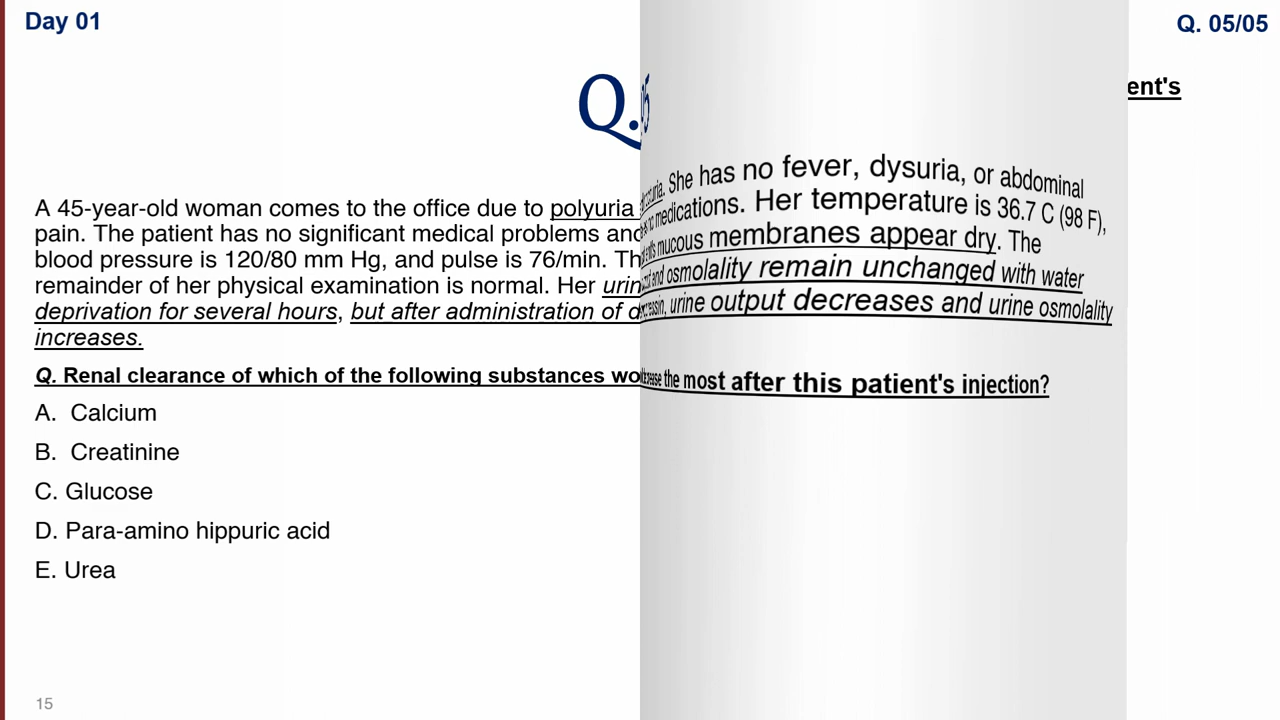 Day 01
Q. 05/05
ent's
Q.
A 45-year-old woman comes to the office due to polyuria She has no fever, dysuria, or abdominal
pain. The patient has no significant medical problems and medications. Her temperature is 36.7 C (98 F),
blood pressure is 120/80 mm Hg, and pulse is 76/min. Th mucous membranes appear dry. The
remainder of her physical examination is normal. Her urin and osmolality remain unchanged with water
deprivation for several hours, but after administration of d urine output decreases and urine osmolality
increases.
Q. Renal clearance of which of the following substances wo the most after this patient's injection?
A. Calcium
B. Creatinine
C. Glucose
D. Para-amino hippuric acid
E. Urea
15